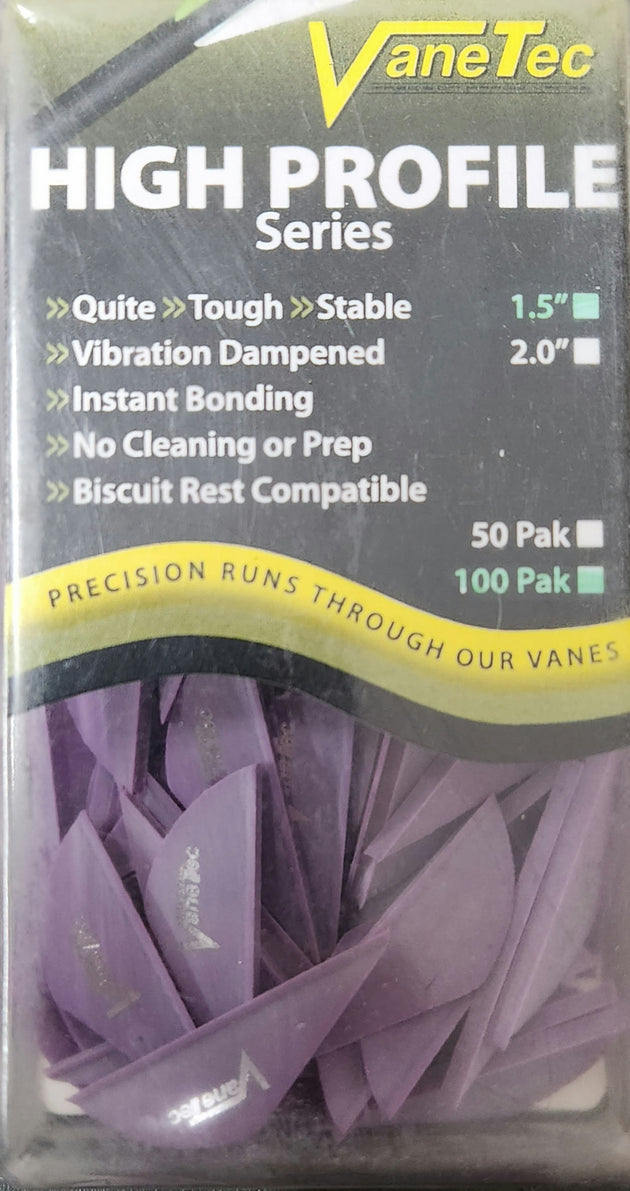 VaneTec
HIGH PROFILE
Series
»Quite »Tough »Stable 1.5"
»Vibration Dampened 2.0"
»Instant Bonding
»No Cleaning or Prep
»Biscuit Rest Compatible
50 Pak
100 Pak
PRECISION RUNS THROUGH OUR VANES
VaneTec
VaneTec